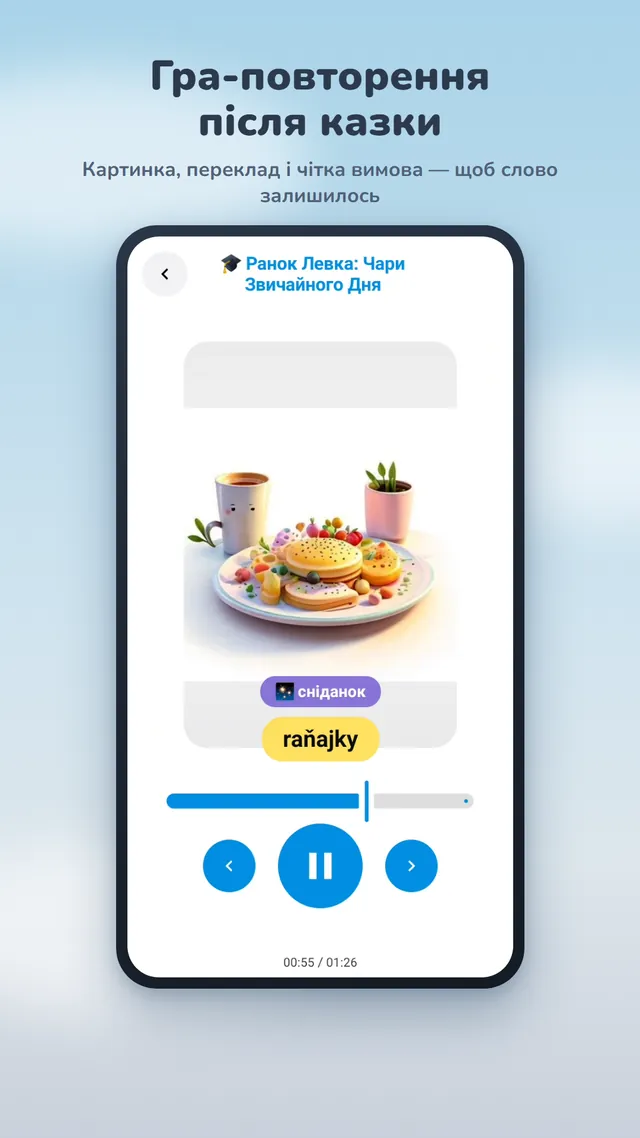 Гра-повторення
після казки
Картинка, переклад і чітка вимова — щоб слово
залишилось
Ранок Левка: Чари
Звичайного Дня
сніданок
raňajky
00:55 / 01:26